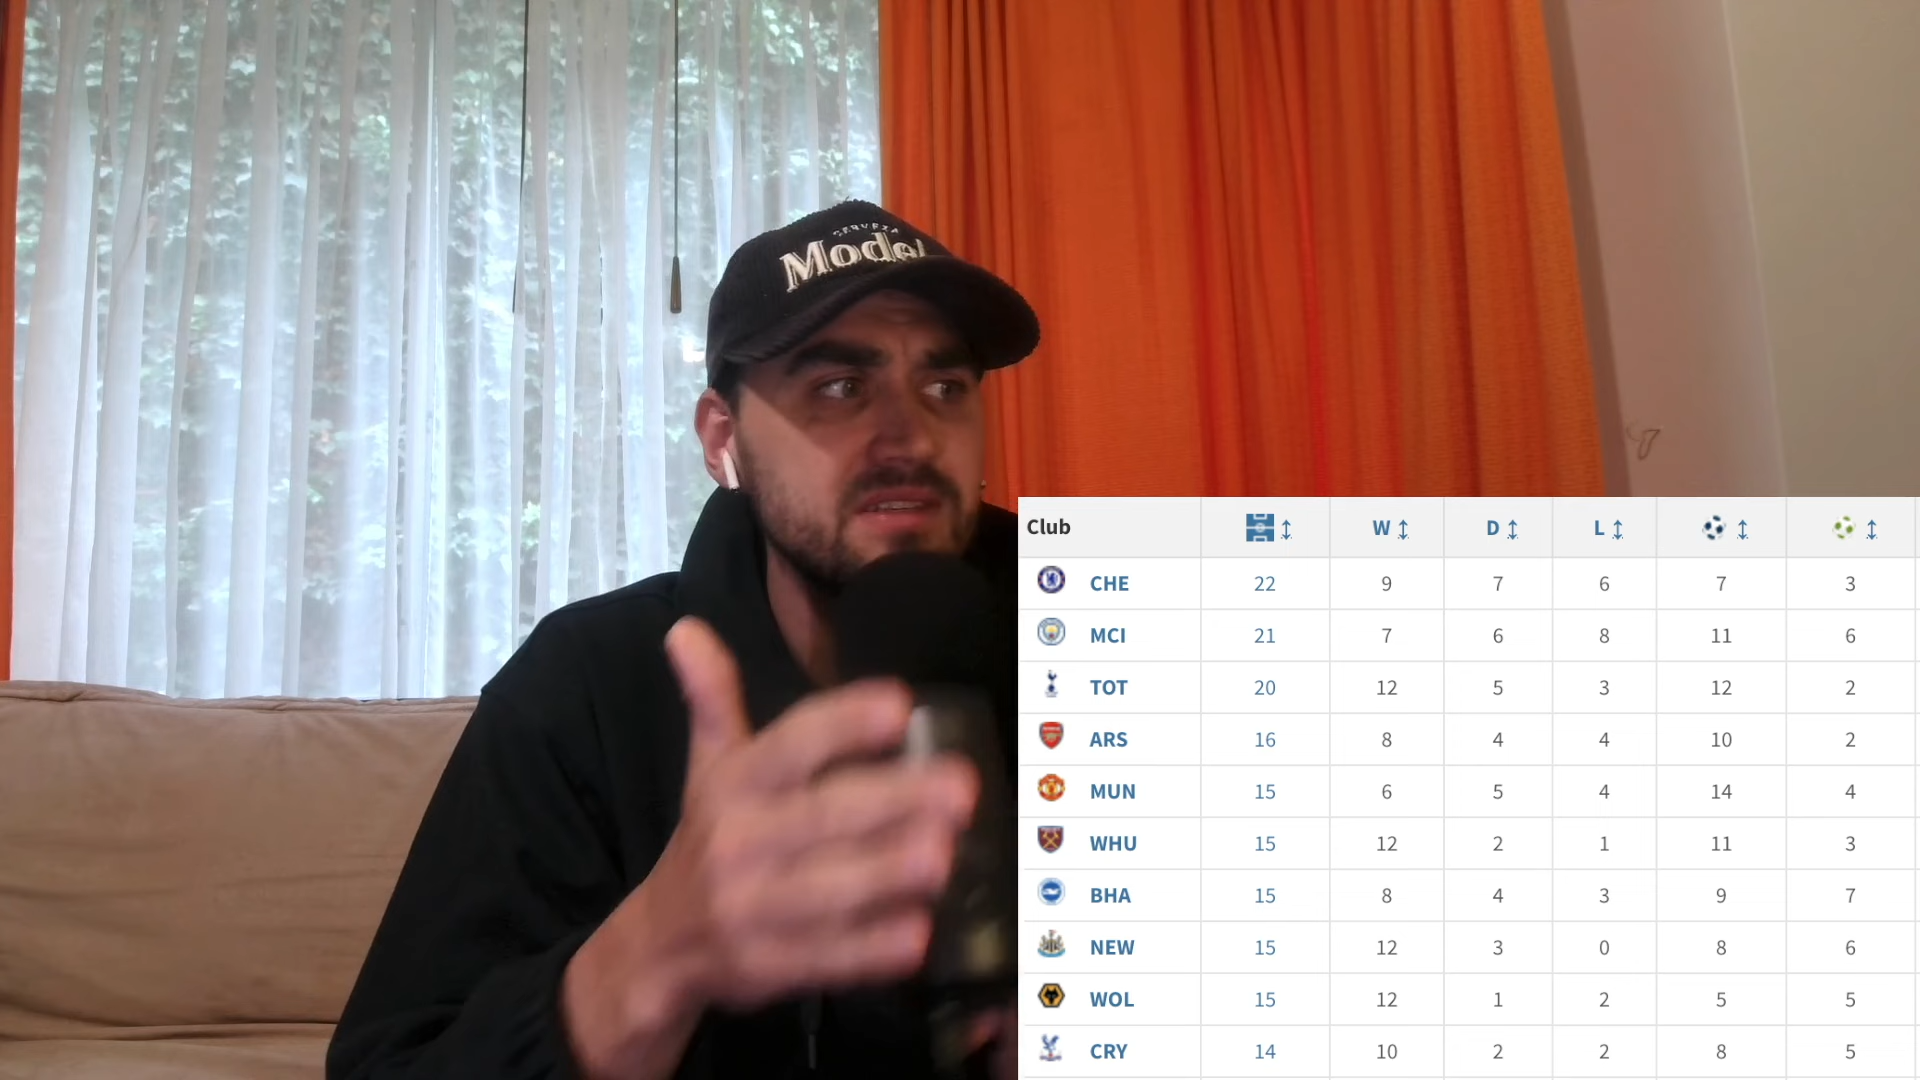 CERVEZA
Model
Club W D L
CHE 22 9 7 6 7 3
MCI 21 7 6 8 11 6
TOT 20 12 5 3 12 2
ARS 16 8 4 4 10 2
MUN 15 6 5 4 14 4
WHU 15 12 2 1 11 3
BHA 15 8 4 3 9 7
NEW 15 12 3 0 8 6
WOL 15 12 1 2 5 5
CRY 14 10 2 2 8 5